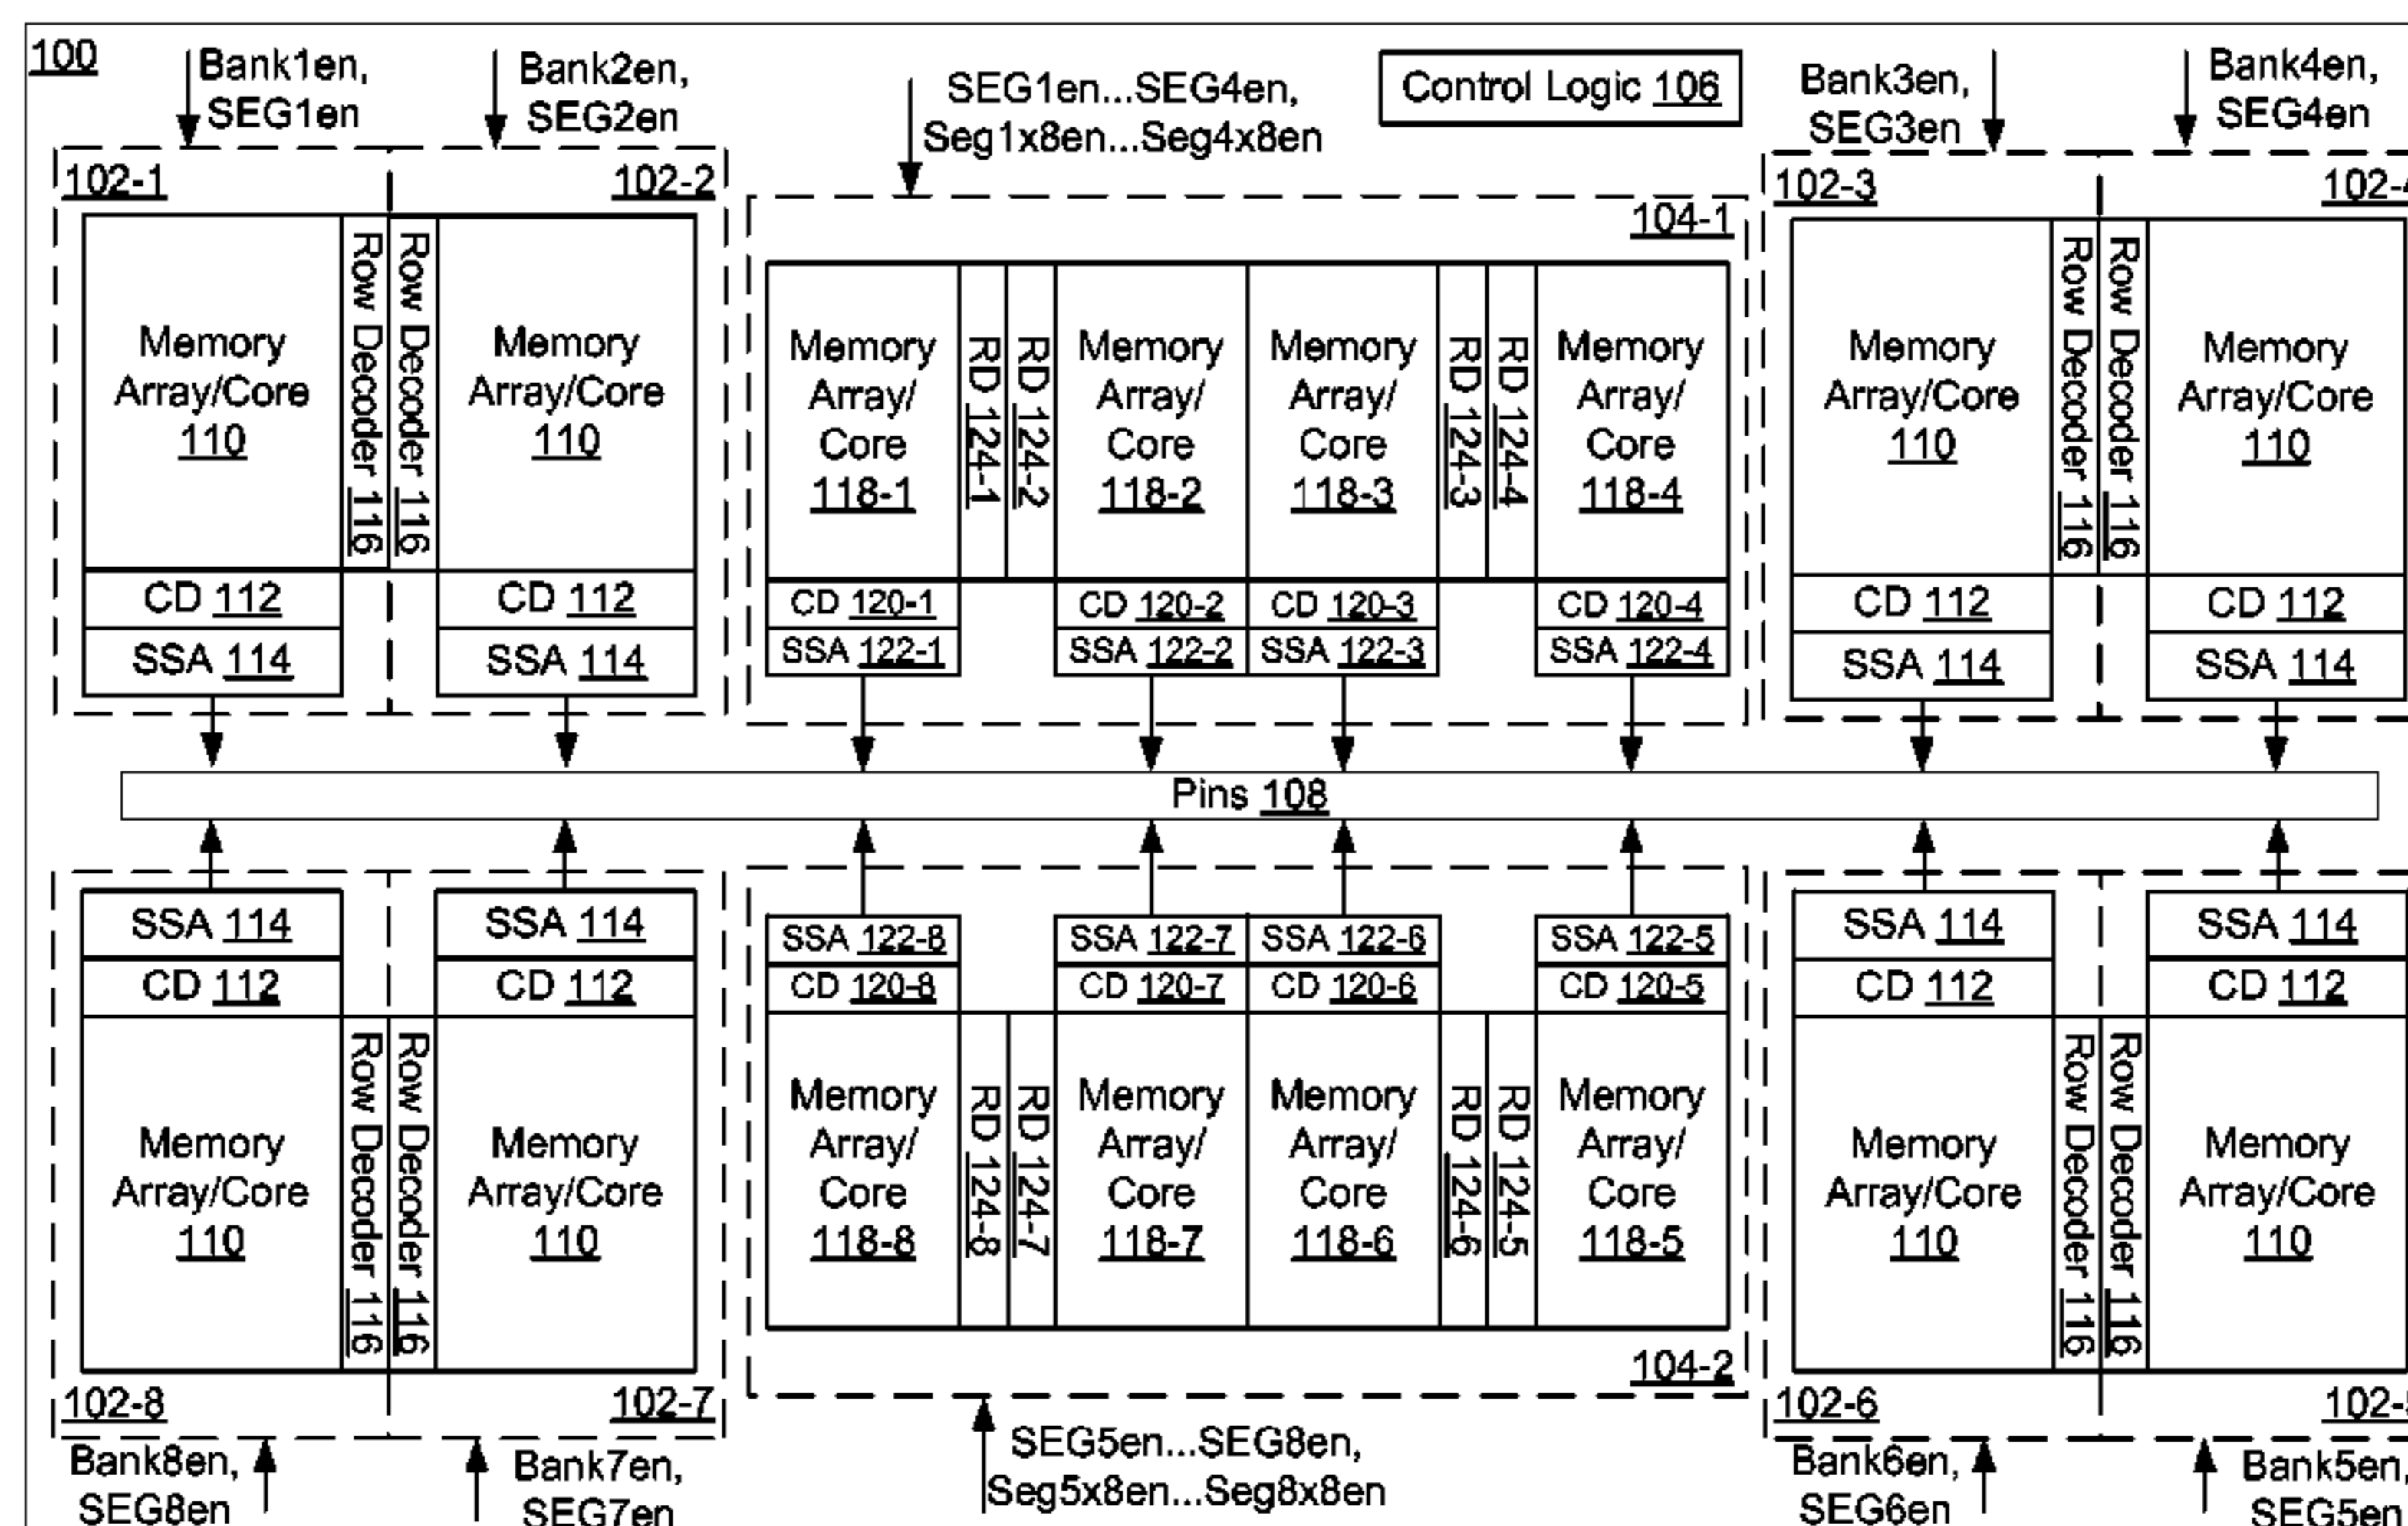 100
Bank1en,
SEG1en
Bank2en,
SEG2en
SEG1en...SEG4en,
Seg1x8en...Seg4x8en
Control Logic 106
Bank3en,
SEG3en
Bank4en,
SEG4en
102-1
102-2
Memory
Array/Core
110
Row Decoder 116
Row Decoder 116
Memory
Array/Core
110
CD 112
CD 112
SSA 114
SSA 114
104-1
Memory
Array/
Core
118-1
RD 124-1
RD 124-2
Memory
Array/
Core
118-2
Memory
Array/
Core
118-3
RD 124-3
RD 124-4
Memory
Array/
Core
118-4
CD 120-1
CD 120-2
CD 120-3
CD 120-4
SSA 122-1
SSA 122-2
SSA 122-3
SSA 122-4
102-3
102-4
Memory
Array/Core
110
Row Decoder 116
Row Decoder 116
Memory
Array/Core
110
CD 112
CD 112
SSA 114
SSA 114
Pins 108
SSA 114
SSA 114
CD 112
CD 112
Memory
Array/Core
110
Row Decoder 116
Row Decoder 116
Memory
Array/Core
110
102-8
102-7
Bank8en,
SEG8en
Bank7en,
SEG7en
SSA 122-8
SSA 122-7
SSA 122-6
SSA 122-5
CD 120-8
CD 120-7
CD 120-6
CD 120-5
Memory
Array/
Core
118-8
RD 124-8
RD 124-7
Memory
Array/
Core
118-7
Memory
Array/
Core
118-6
RD 124-6
RD 124-5
Memory
Array/
Core
118-5
104-2
SEG5en...SEG8en,
Seg5x8en...Seg8x8en
SSA 114
SSA 114
CD 112
CD 112
Memory
Array/Core
110
Row Decoder 116
Row Decoder 116
Memory
Array/Core
110
102-6
102-5
Bank6en,
SEG6en
Bank5en,
SEG5en